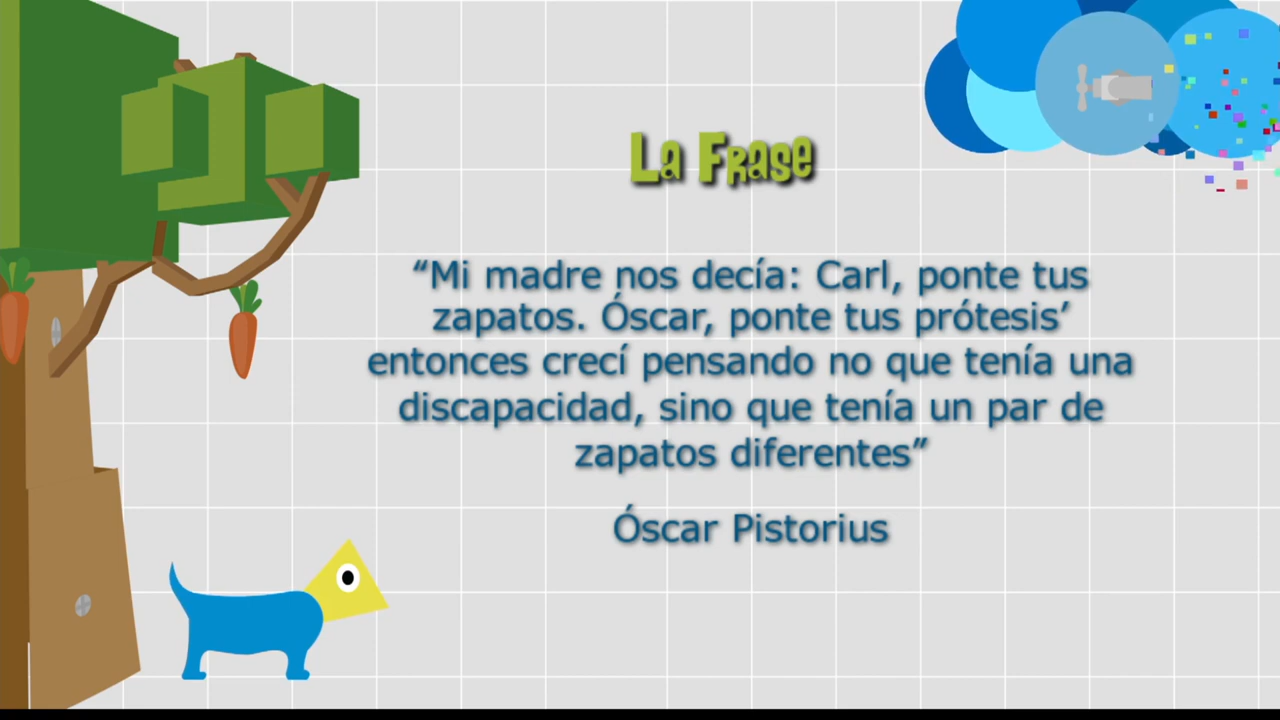 La Frase
“Mi madre nos decía: Carl, ponte tus
zapatos. Óscar, ponte tus prótesis’
entonces crecí pensando no que tenía una
discapacidad, sino que tenía un par de
zapatos diferentes”
Óscar Pistorius